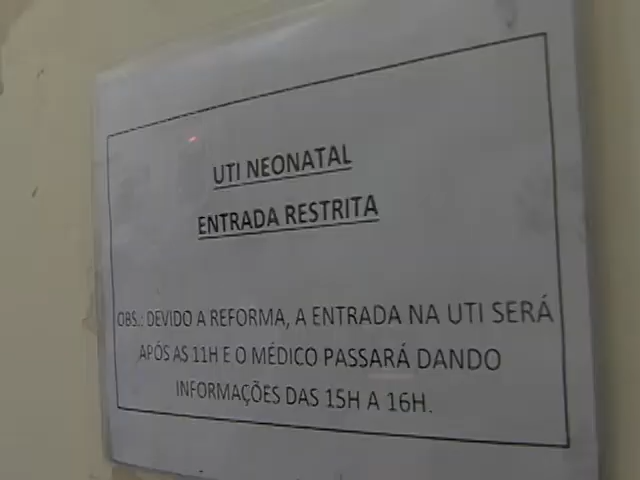 UTI NEONATAL
ENTRADA RESTRITA
OBS.: DEVIDO A REFORMA, A ENTRADA NA UTI SERÁ
APÓS AS 11H E O MÉDICO PASSARÁ DANDO
INFORMAÇÕES DAS 15H A 16H.